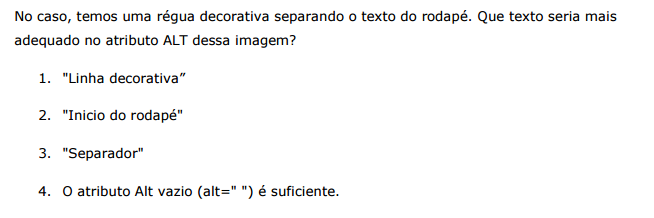 No caso, temos uma régua decorativa separando o texto do rodapé. Que texto seria mais
adequado no atributo ALT dessa imagem?
1. "Linha decorativa”
2. "Inicio do rodapé"
3. "Separador"
4. O atributo Alt vazio (alt=" ") é suficiente.